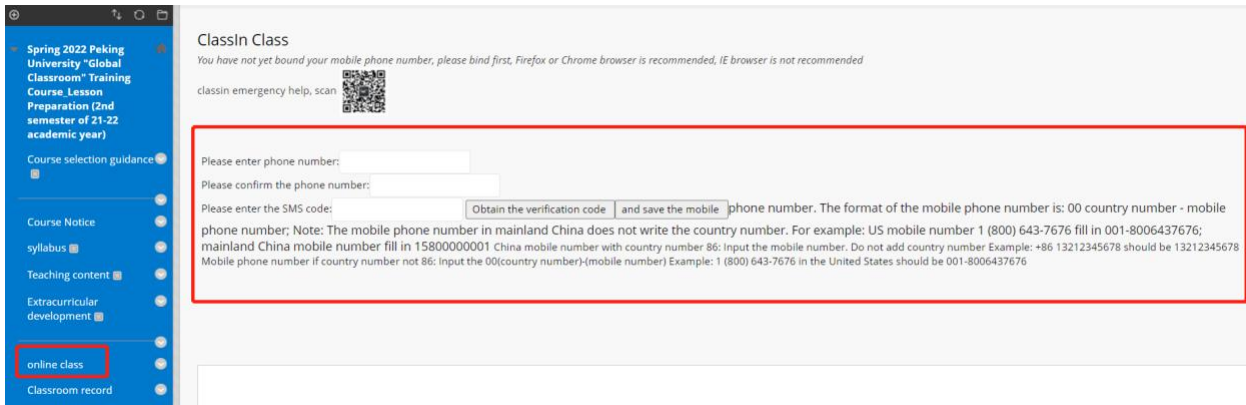 Spring 2022 Peking
University "Global
Classroom" Training
Course_Lesson
Preparation (2nd
semester of 21-22
academic year)
Course selection guidance
Course Notice
syllabus
Teaching content
Extracurricular
development
online class
Classroom record
ClassIn Class
You have not yet bound your mobile phone number, please bind first, Firefox or Chrome browser is recommended, IE browser is not recommended
classin emergency help, scan
Please enter phone number:
Please confirm the phone number:
Please enter the SMS code: Obtain the verification code and save the mobile phone number. The format of the mobile phone number is: 00 country number - mobile
phone number; Note: The mobile phone number in mainland China does not write the country number. For example: US mobile number 1 (800) 643-7676 fill in 001-8006437676;
mainland China mobile number fill in 15800000001 China mobile number with country number 86: Input the mobile number. Do not add country number Example: +86 13212345678 should be 13212345678
Mobile phone number if country number not 86: Input the 00(country number)-(mobile number) Example: 1 (800) 643-7676 in the United States should be 001-8006437676